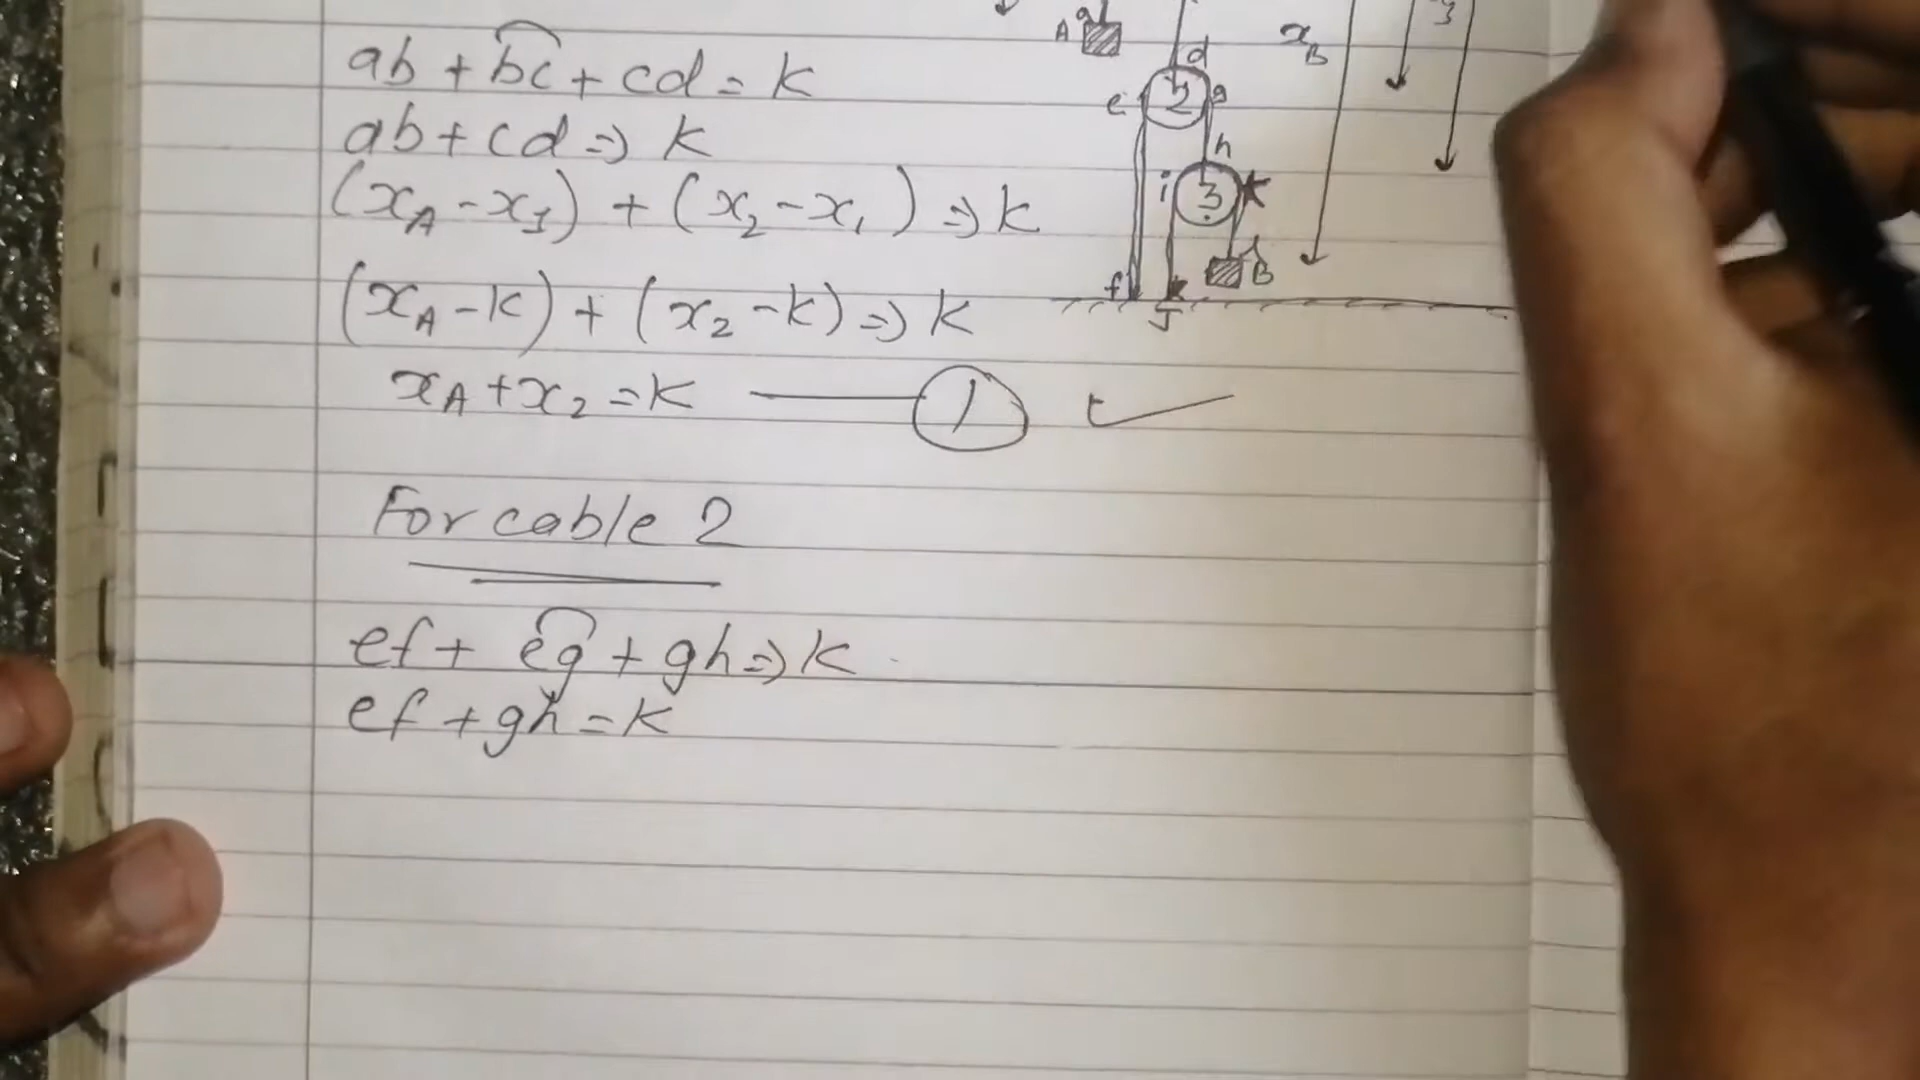 ab + bc + cd = K
ab + cd => K
(x_A - x_1) + (x_2 - x_1) => K
(x_A - K) + (x_2 - K) => K
x_A + x_2 = K —— 1
For cable 2
ef + eg + gh => K
ef + gh = K
A a
x_B
3
d
e 2 g
h
i 3 k
f B
J